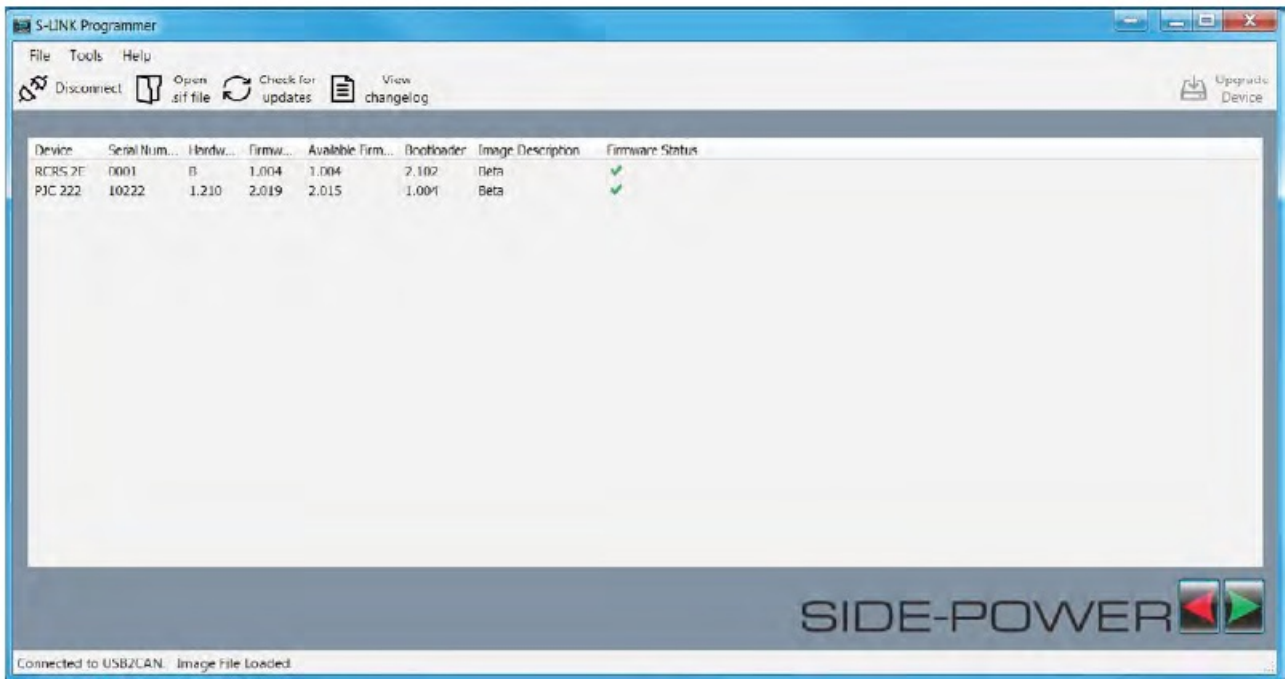 S-LINK Programmer
File Tools Help
Disconnect Open .sif file Check for updates View changelog Upgrade Device
Device Serial Num... Hardw... Firmw... Available Firm... Bootloader Image Description Firmware Status
RCRS 2E 0001 B 1.004 1.004 2.102 Beta
PJC 222 10222 1.210 2.019 2.015 1.004 Beta
SIDE-POWER
Connected to USB2CAN. Image File Loaded